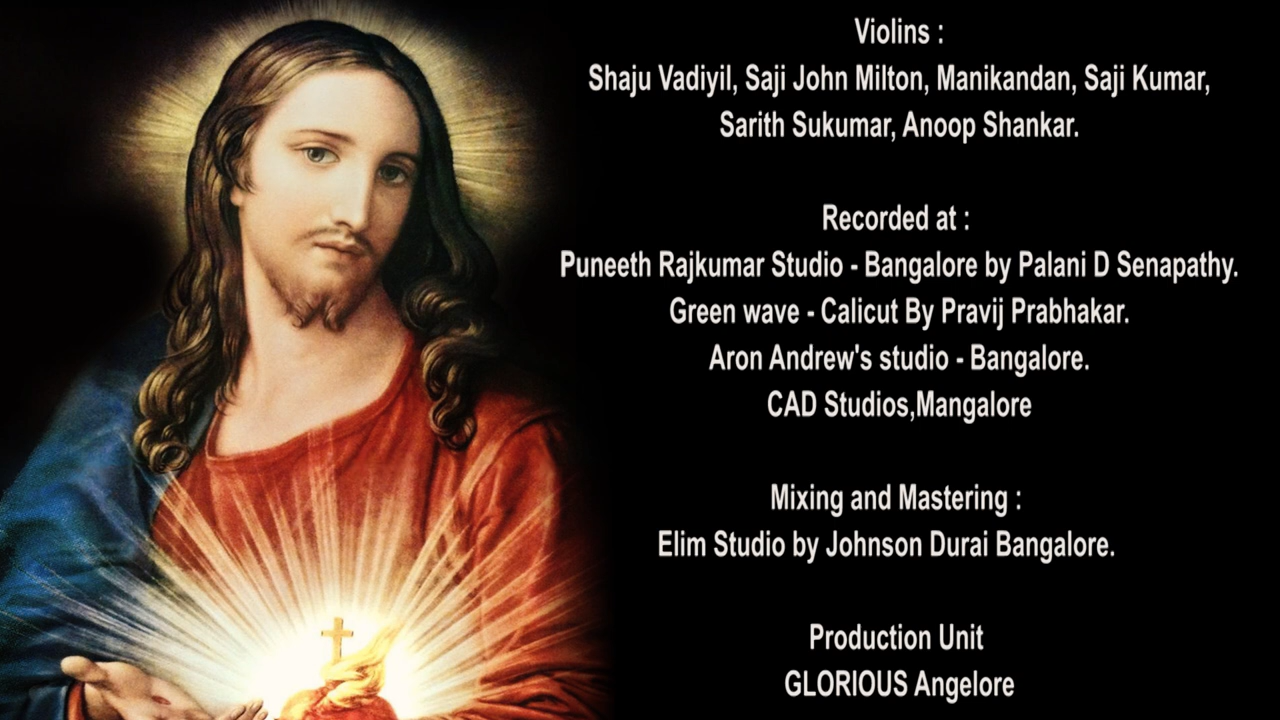 Violins :
Shaju Vadiyil, Saji John Milton, Manikandan, Saji Kumar,
Sarith Sukumar, Anoop Shankar.
Recorded at :
Puneeth Rajkumar Studio - Bangalore by Palani D Senapathy.
Green wave - Calicut By Pravij Prabhakar.
Aron Andrew's studio - Bangalore.
CAD Studios,Mangalore
Mixing and Mastering :
Elim Studio by Johnson Durai Bangalore.
Production Unit
GLORIOUS Angelore